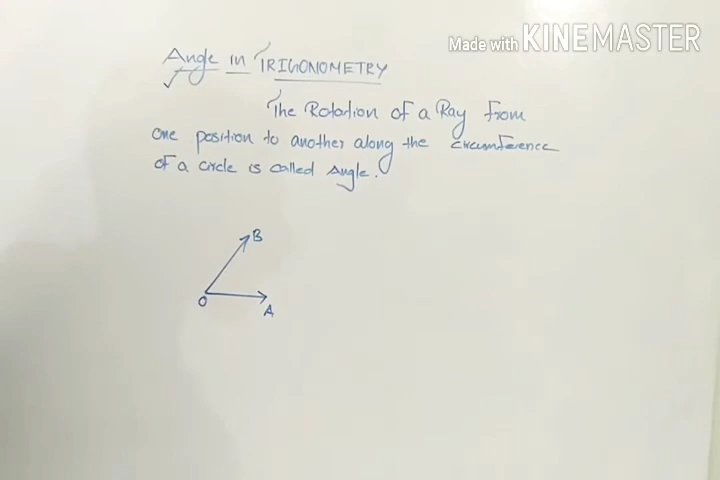 Made with KINEMASTER
Angle in TRIGONOMETRY
The Rotation of a Ray from
one position to another along the circumference
of a circle is called Angle.
B
O
A